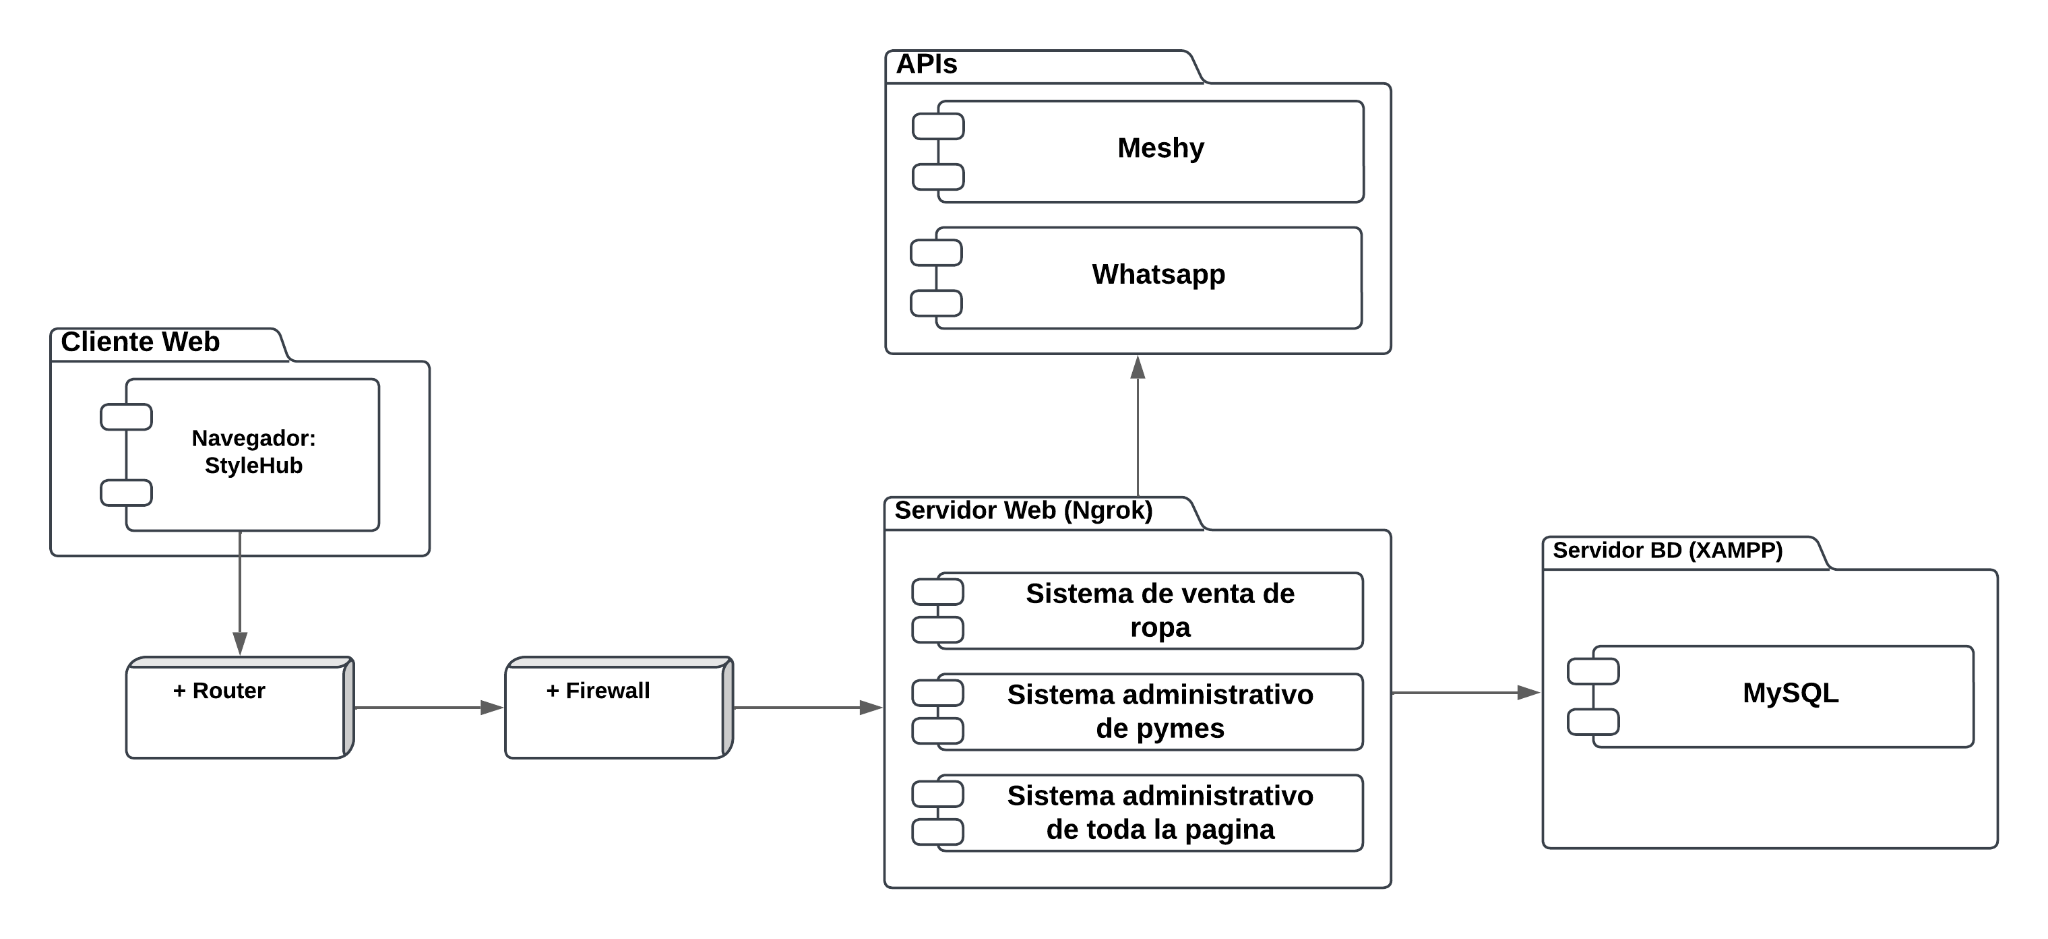 APIs
Meshy
Whatsapp
Cliente Web
Navegador:
StyleHub
+ Router
+ Firewall
Servidor Web (Ngrok)
Sistema de venta de
ropa
Sistema administrativo
de pymes
Sistema administrativo
de toda la pagina
Servidor BD (XAMPP)
MySQL